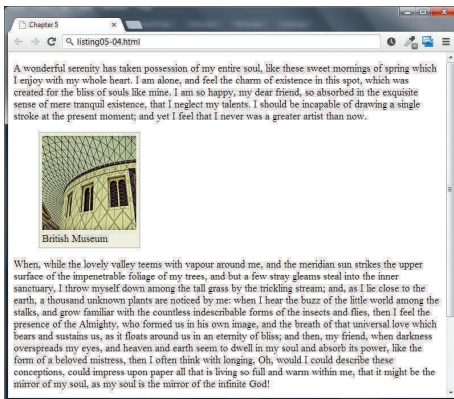 Chapter 5
listing05-04.html
A wonderful serenity has taken possession of my entire soul, like these sweet mornings of spring which
I enjoy with my whole heart. I am alone, and feel the charm of existence in this spot, which was
created for the bliss of souls like mine. I am so happy, my dear friend, so absorbed in the exquisite
sense of mere tranquil existence, that I neglect my talents. I should be incapable of drawing a single
stroke at the present moment; and yet I feel that I never was a greater artist than now.
British Museum
When, while the lovely valley teems with vapour around me, and the meridian sun strikes the upper
surface of the impenetrable foliage of my trees, and but a few stray gleams steal into the inner
sanctuary, I throw myself down among the tall grass by the trickling stream; and, as I lie close to the
earth, a thousand unknown plants are noticed by me: when I hear the buzz of the little world among the
stalks, and grow familiar with the countless indescribable forms of the insects and flies, then I feel the
presence of the Almighty, who formed us in his own image, and the breath of that universal love which
bears and sustains us, as it floats around us in an eternity of bliss; and then, my friend, when darkness
overspreads my eyes, and heaven and earth seem to dwell in my soul and absorb its power, like the
form of a beloved mistress, then I often think with longing, Oh, would I could describe these
conceptions, could impress upon paper all that is living so full and warm within me, that it might be the
mirror of my soul, as my soul is the mirror of the infinite God!